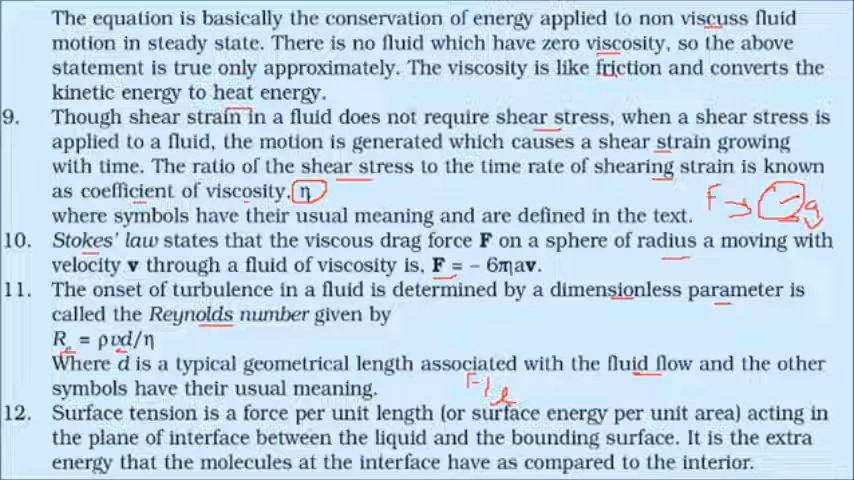 The equation is basically the conservation of energy applied to non viscuss fluid
motion in steady state. There is no fluid which have zero viscosity, so the above
statement is true only approximately. The viscosity is like friction and converts the
kinetic energy to heat energy.
9. Though shear strain in a fluid does not require shear stress, when a shear stress is
applied to a fluid, the motion is generated which causes a shear strain growing
with time. The ratio of the shear stress to the time rate of shearing strain is known
as coefficient of viscosity, η
where symbols have their usual meaning and are defined in the text.
F
10. Stokes' law states that the viscous drag force F on a sphere of radius a moving with
velocity v through a fluid of viscosity is, F = – 6πηav.
11. The onset of turbulence in a fluid is determined by a dimensionless parameter is
called the Reynolds number given by
Re = ρvd/η
Where d is a typical geometrical length associated with the fluid flow and the other
symbols have their usual meaning.
F/l
12. Surface tension is a force per unit length (or surface energy per unit area) acting in
the plane of interface between the liquid and the bounding surface. It is the extra
energy that the molecules at the interface have as compared to the interior.